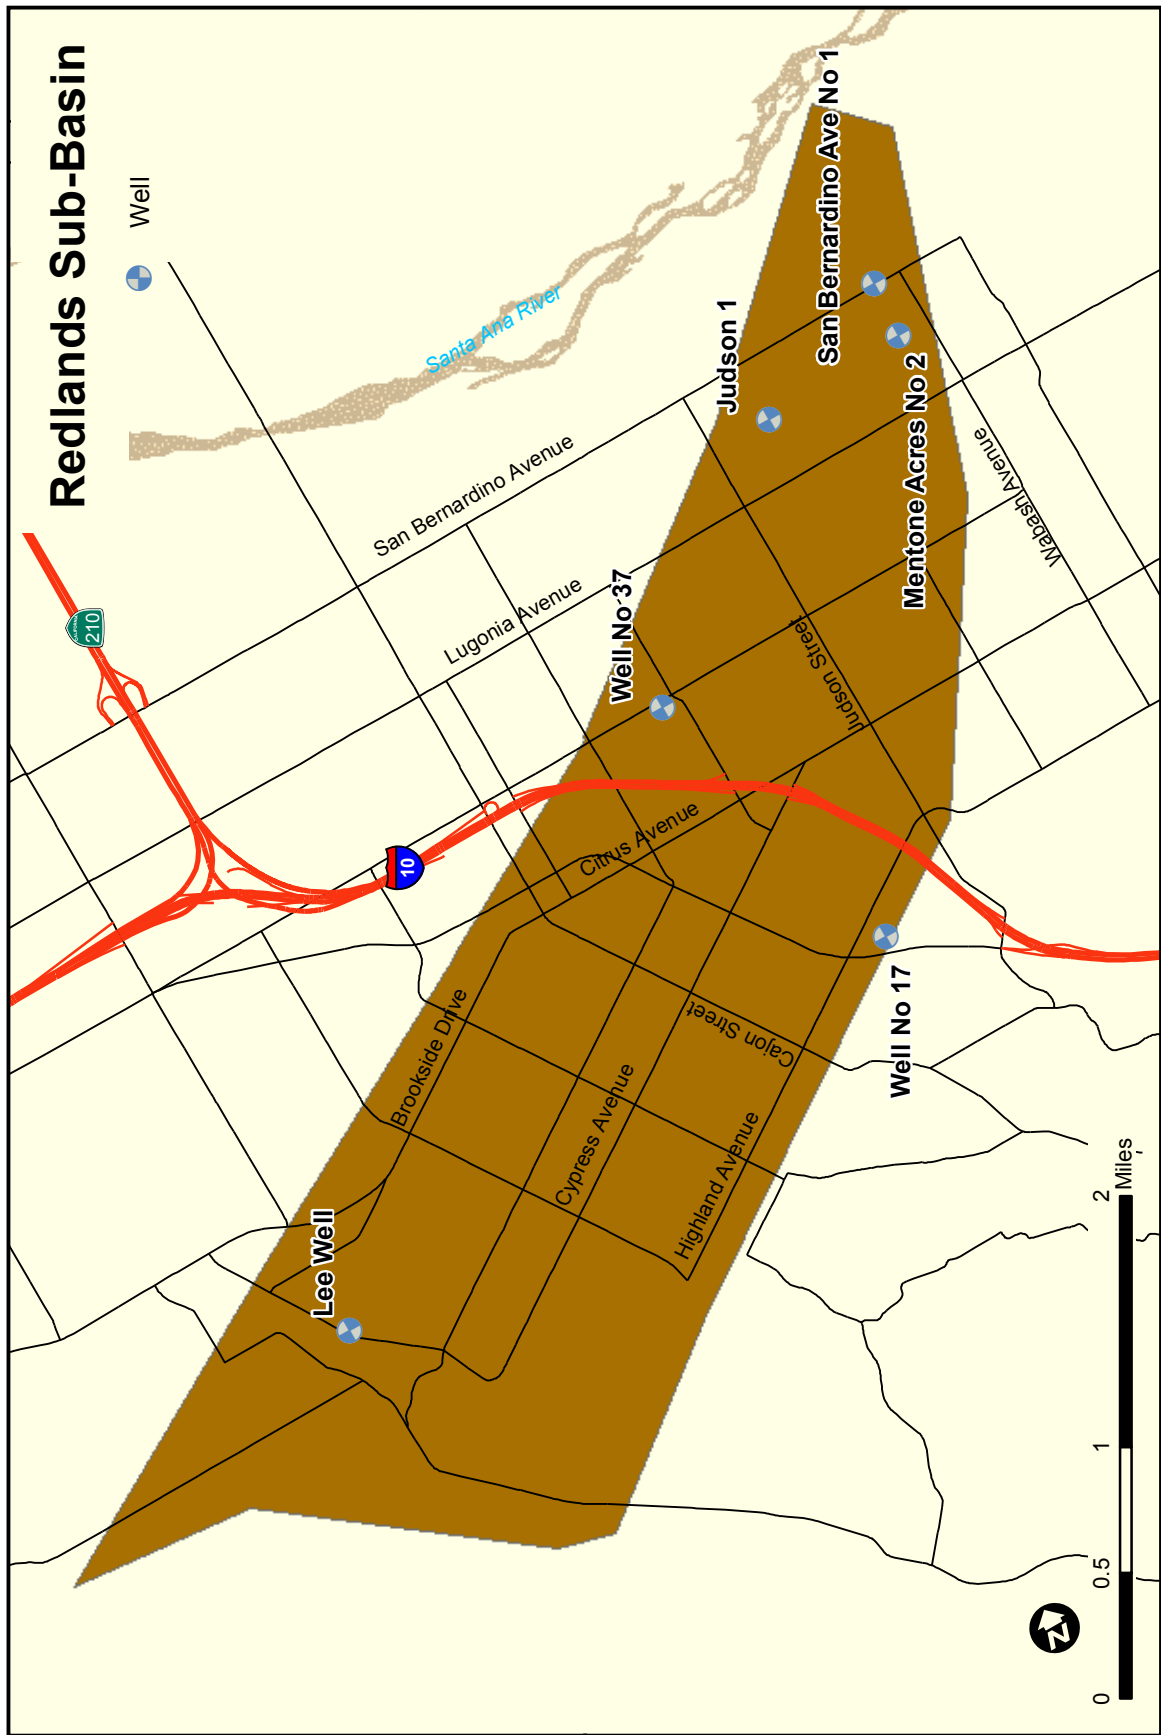 Redlands Sub-Basin
Well
CALIFORNIA
210
10
Santa Ana River
San Bernardino Avenue
Lugonia Avenue
Citrus Avenue
Judson Street
Wabash Avenue
Brookside Drive
Cypress Avenue
Cajon Street
Highland Avenue
Lee Well
Well No 37
Judson 1
San Bernardino Ave No 1
Mentone Acres No 2
Well No 17
N
0
0.5
1
2
Miles